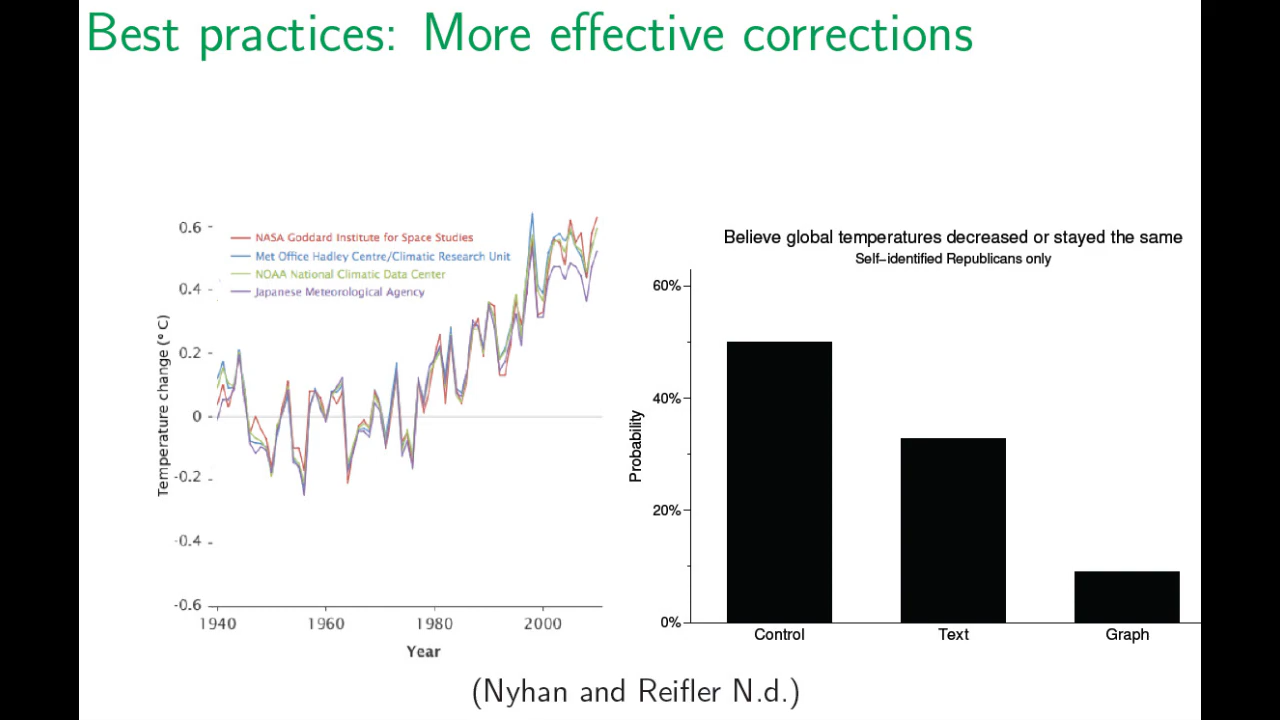 Best practices: More effective corrections
0.6
0.4
0.2
0
-0.2
-0.4
-0.6
Temperature change (° C)
NASA Goddard Institute for Space Studies
Met Office Hadley Centre/Climatic Research Unit
NOAA National Climatic Data Center
Japanese Meteorological Agency
1940 1960 1980 2000
Year
Believe global temperatures decreased or stayed the same
Self−identified Republicans only
60%
40%
20%
0%
Probability
Control Text Graph
(Nyhan and Reifler N.d.)